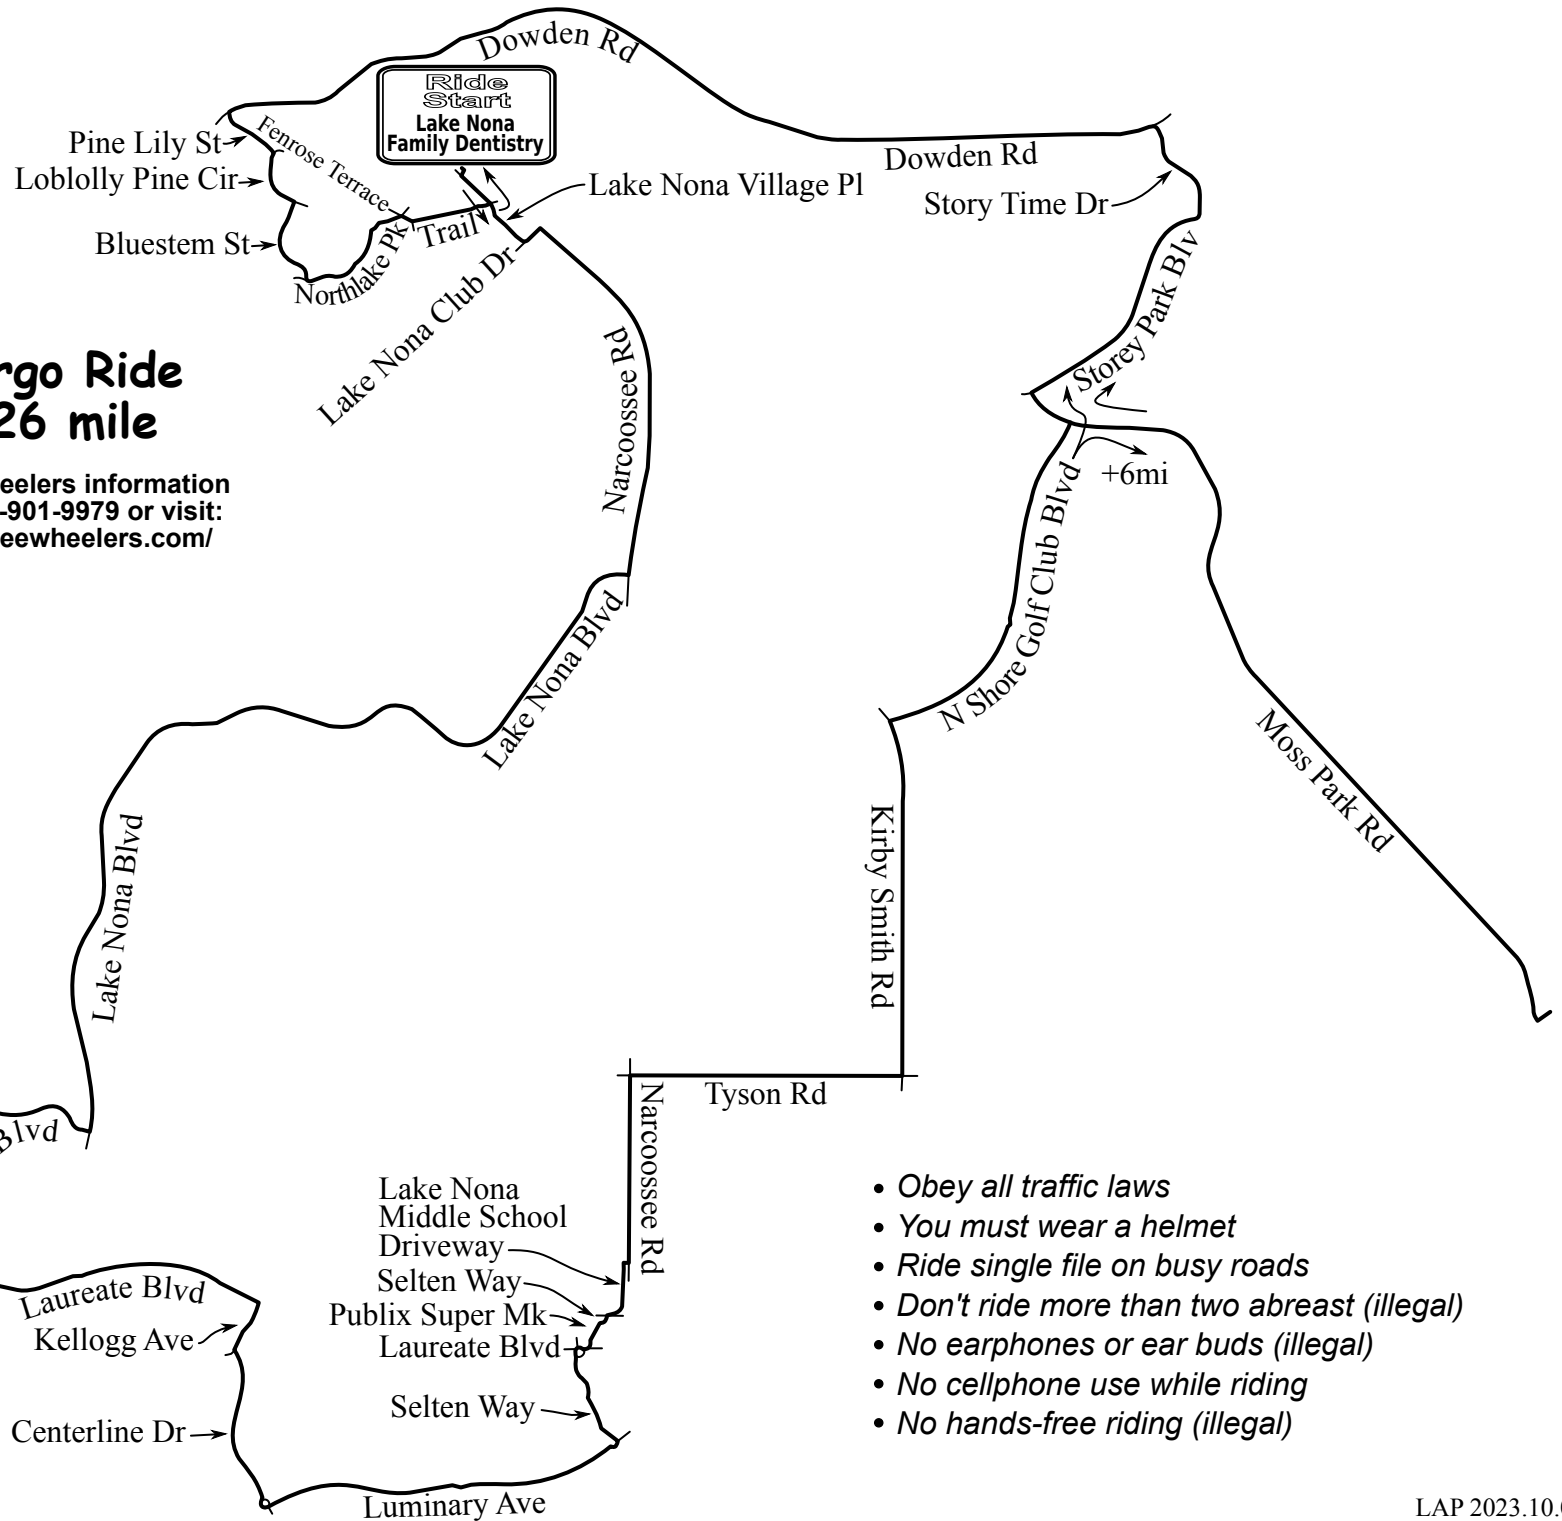 Dowden Rd
Ride
Start
Lake Nona
Family Dentistry
Pine Lily St
Fenrose Terrace
Dowden Rd
Loblolly Pine Cir
Lake Nona Village Pl
Story Time Dr
Bluestem St
Trail
Northlake Pk
Lake Nona Club Dr
Storey Park Blv
Narcoossee Rd
rgo Ride
26 mile
+6mi
eelers information
-901-9979 or visit:
eewheelers.com/
N Shore Golf Club Blvd
Lake Nona Blvd
Moss Park Rd
Kirby Smith Rd
Lake Nona Blvd
Tyson Rd
Narcoossee Rd
Blvd
Lake Nona
Middle School
Driveway
Selten Way
Publix Super Mk
Laureate Blvd
Selten Way
Laureate Blvd
Kellogg Ave
Centerline Dr
Luminary Ave
• Obey all traffic laws
• You must wear a helmet
• Ride single file on busy roads
• Don't ride more than two abreast (illegal)
• No earphones or ear buds (illegal)
• No cellphone use while riding
• No hands-free riding (illegal)
LAP 2023.10.